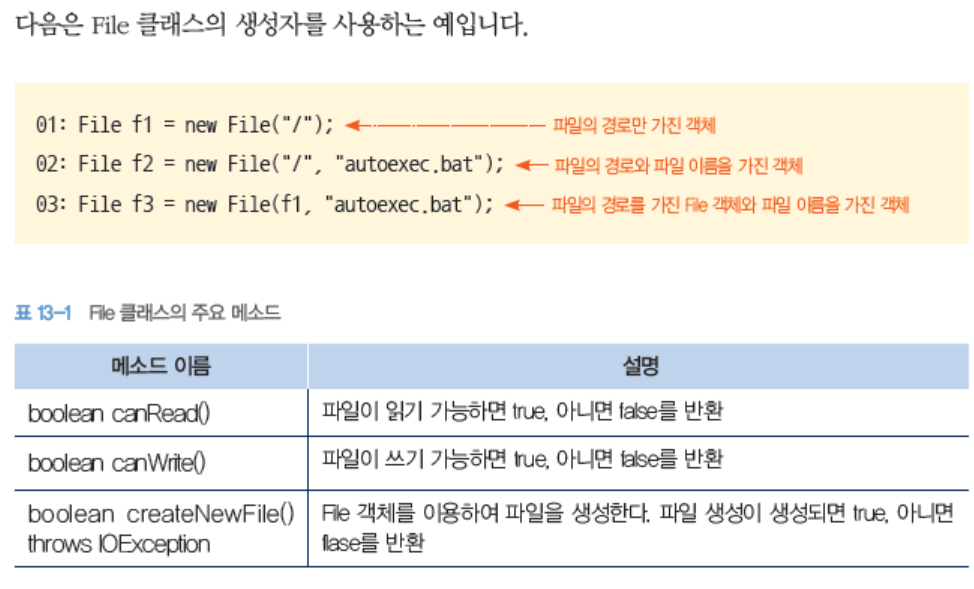 다음은 File 클래스의 생성자를 사용하는 예입니다.
01: File f1 = new File("/"); 파일의 경로만 가진 객체
02: File f2 = new File("/", "autoexec.bat"); 파일의 경로와 파일 이름을 가진 객체
03: File f3 = new File(f1, "autoexec.bat"); 파일의 경로를 가진 File 객체와 파일 이름을 가진 객체
표 13-1 File 클래스의 주요 메소드
메소드 이름 설명
boolean canRead() 파일이 읽기 가능하면 true, 아니면 false를 반환
boolean canWrite() 파일이 쓰기 가능하면 true, 아니면 false를 반환
boolean createNewFile() File 객체를 이용하여 파일을 생성한다. 파일 생성이 생성되면 true, 아니면
throws IOException flase를 반환